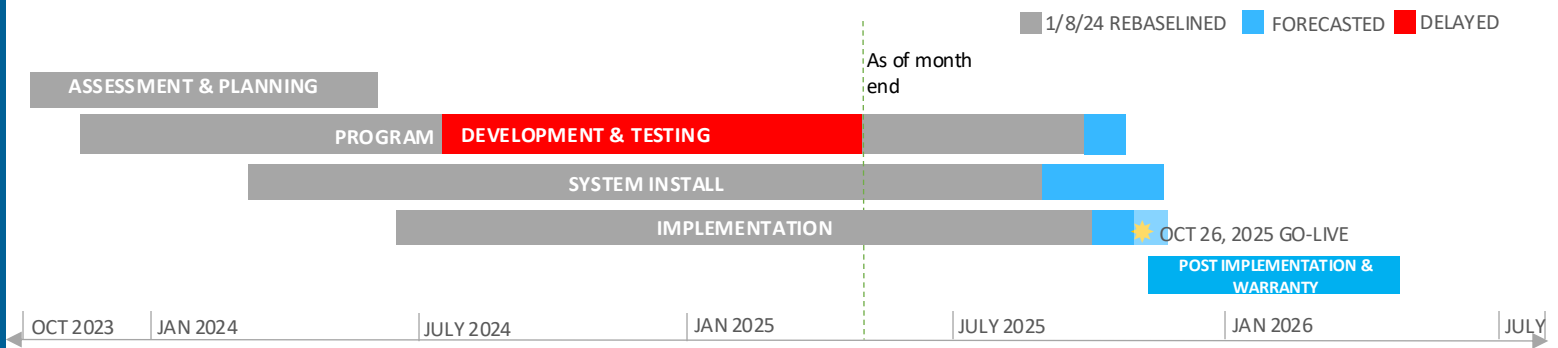 1/8/24 REBASELINED
FORECASTED
DELAYED
As of month
end
ASSESSMENT & PLANNING
PROGRAM DEVELOPMENT & TESTING
SYSTEM INSTALL
IMPLEMENTATION
OCT 26, 2025 GO-LIVE
POST IMPLEMENTATION &
WARRANTY
OCT 2023
JAN 2024
JULY 2024
JAN 2025
JULY 2025
JAN 2026
JULY